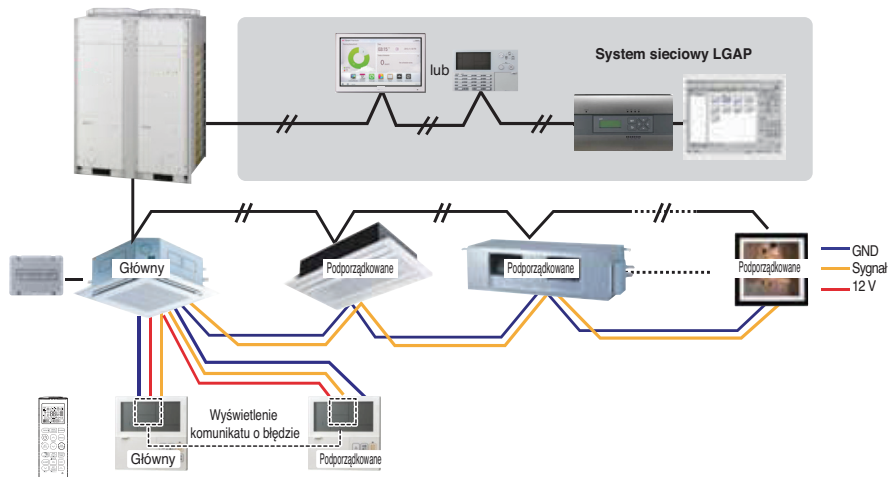 System sieciowy LGAP
lub
Główny
Podporządkowane
Podporządkowane
Podporządkowane
GND
Sygnał
12 V
Wyświetlenie
komunikatu o błędzie
Główny
Podporządkowane